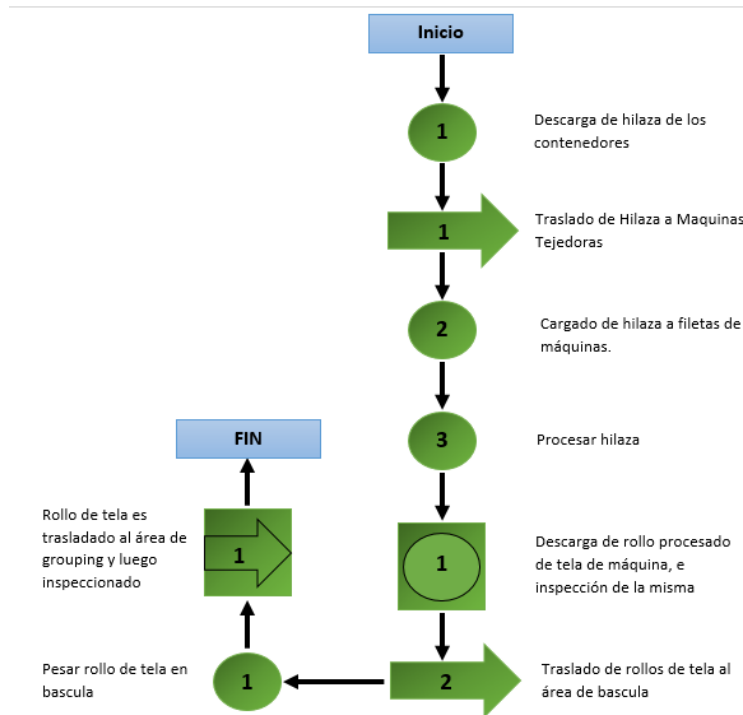 Inicio
1
Descarga de hilaza de los
contenedores
1
Traslado de Hilaza a Maquinas
Tejedoras
2
Cargado de hilaza a filetas de
máquinas.
3
Procesar hilaza
1
Descarga de rollo procesado
de tela de máquina, e
inspección de la misma
2
Traslado de rollos de tela al
área de bascula
1
Pesar rollo de tela en
bascula
1
Rollo de tela es
trasladado al área de
grouping y luego
inspeccionado
FIN